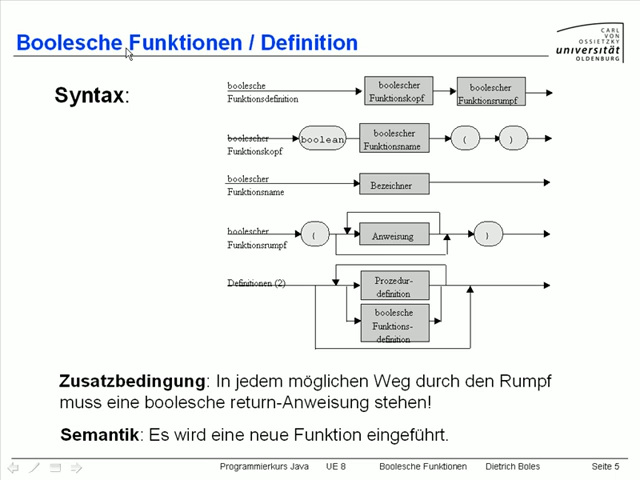 Boolesche Funktionen / Definition
CARL
VON
OSSIETZKY
universität
OLDENBURG
Syntax:
boolesche
Funktionsdefinition
boolescher
Funktionskopf
boolescher
Funktionsrumpf
boolescher
Funktionskopf
boolean
boolescher
Funktionsname
(
)
boolescher
Funktionsname
Bezeichner
boolescher
Funktionsrumpf
{
Anweisung
}
Definitionen (2)
Prozedur-
definition
boolesche
Funktions-
definition
Zusatzbedingung: In jedem möglichen Weg durch den Rumpf
muss eine boolesche return-Anweisung stehen!
Semantik: Es wird eine neue Funktion eingeführt.
Programmierkurs Java UE 8 Boolesche Funktionen Dietrich Boles Seite 5